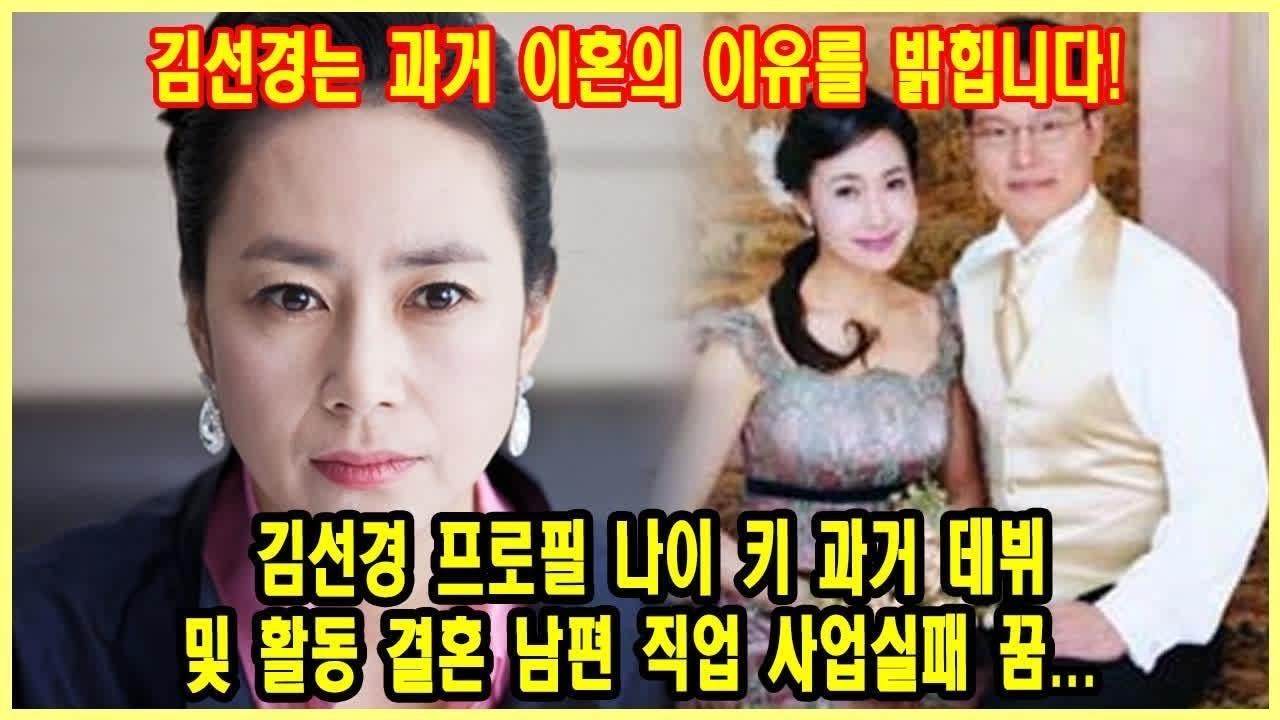 김선경는 과거 이혼의 이유를 밝힙니다!
김선경 프로필 나이 키 과거 데뷔
및 활동 결혼 남편 직업 사업실패 꿈...